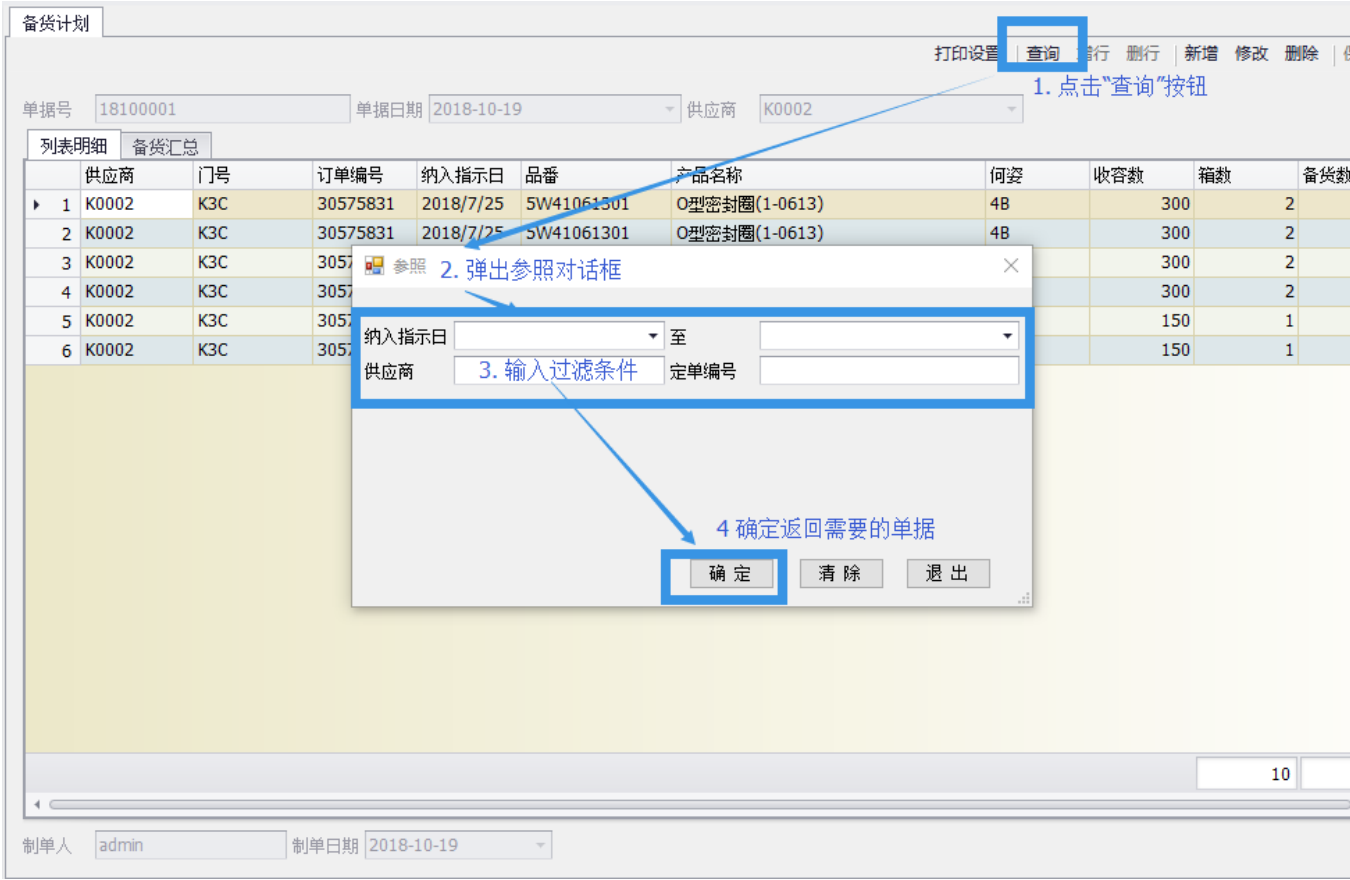 备货计划
打印设置 查询 增行 删行 新增 修改 删除
1. 点击“查询”按钮
单据号 18100001 单据日期 2018-10-19 供应商 K0002
列表明细 备货汇总
供应商 门号 订单编号 纳入指示日 品番 产品名称 何姿 收容数 箱数 备货数
1 K0002 K3C 30575831 2018/7/25 5W41061301 O型密封圈(1-0613) 4B 300 2
2 K0002 K3C 30575831 2018/7/25 5W41061301 O型密封圈(1-0613) 4B 300 2
3 K0002 K3C 3057 300 2
4 K0002 K3C 3057 300 2
5 K0002 K3C 3057 150 1
6 K0002 K3C 3057 150 1
参照 2. 弹出参照对话框
纳入指示日 至
供应商 3. 输入过滤条件 定单编号
4 确定返回需要的单据
确 定 清 除 退 出
10
制单人 admin 制单日期 2018-10-19